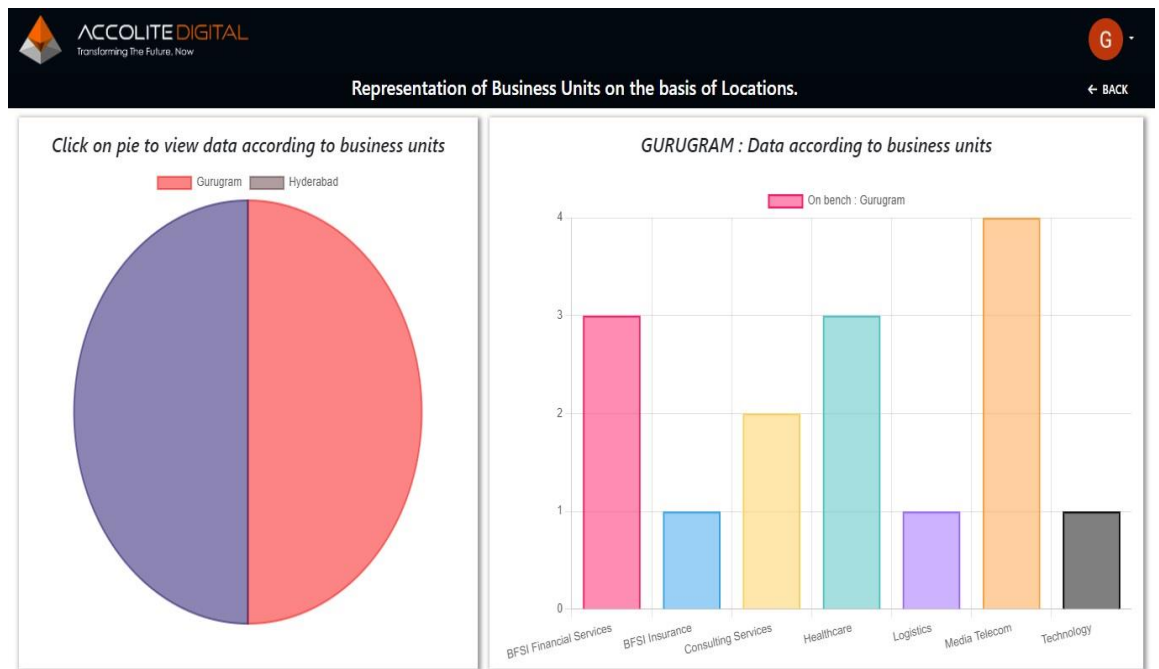 ACCOLITE DIGITAL
Transforming The Future, Now
G
Representation of Business Units on the basis of Locations.
← BACK
Click on pie to view data according to business units
Gurugram Hyderabad
GURUGRAM : Data according to business units
On bench : Gurugram
4
3
2
1
0
BFSI Financial Services
BFSI Insurance
Consulting Services
Healthcare
Logistics
Media Telecom
Technology